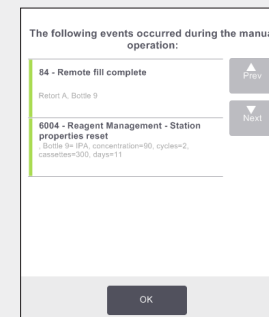 The following events occurred during the manua
operation:
84 - Remote fill complete
Retort A, Bottle 9
6004 - Reagent Management - Station
properties reset
. Bottle 9= IPA, concentration=90, cycles=2,
cassettes=300, days=11
Prev
Next
OK